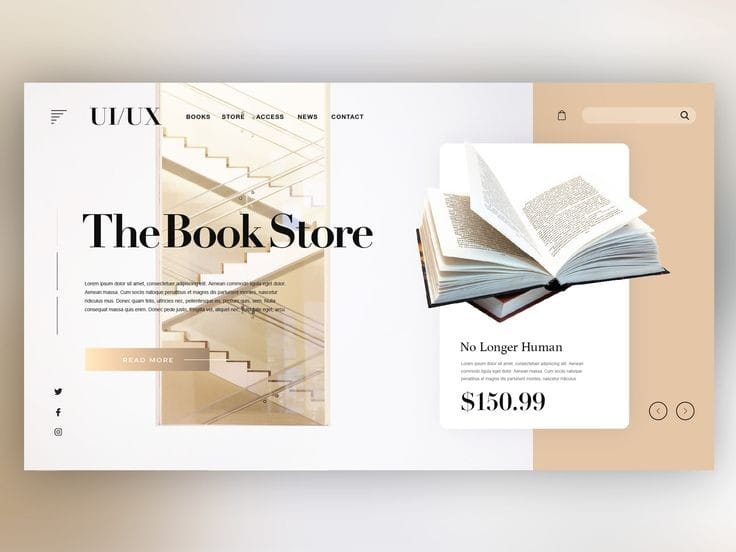 UI/UX
BOOKS STORE ACCESS NEWS CONTACT
The Book Store
Lorem ipsum dolor sit amet, consectetuer adipiscing elit. Aenean commodo ligula eget dolor.
Aenean massa. Cum sociis natoque penatibus et magnis dis parturient montes, nascetur
ridiculus mus. Donec quam felis, ultricies nec, pellentesque eu, pretium quis, sem. Nulla
consequat massa quis enim. Donec pede justo, fringilla vel, aliquet nec, vulputate eget, arcu
READ MORE
No Longer Human
Lorem ipsum dolor sit amet, consectetuer adipiscing elit
dolor. Aenean massa. Cum sociis natoque
penatibus et magnis dis parturient montes, nascetur ridiculus
$150.99